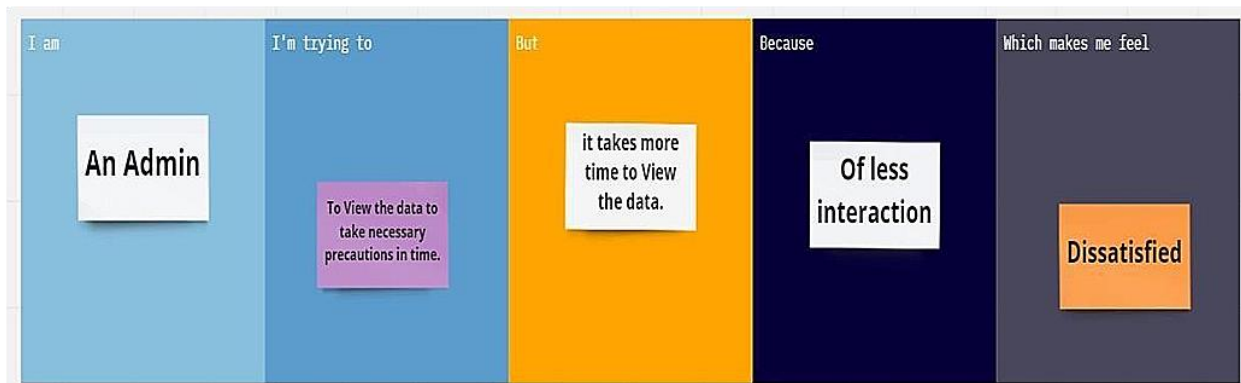 I am
An Admin
I'm trying to
To View the data to
take necessary
precautions in time.
But
it takes more
time to View
the data.
Because
Of less
interaction
Which makes me feel
Dissatisfied